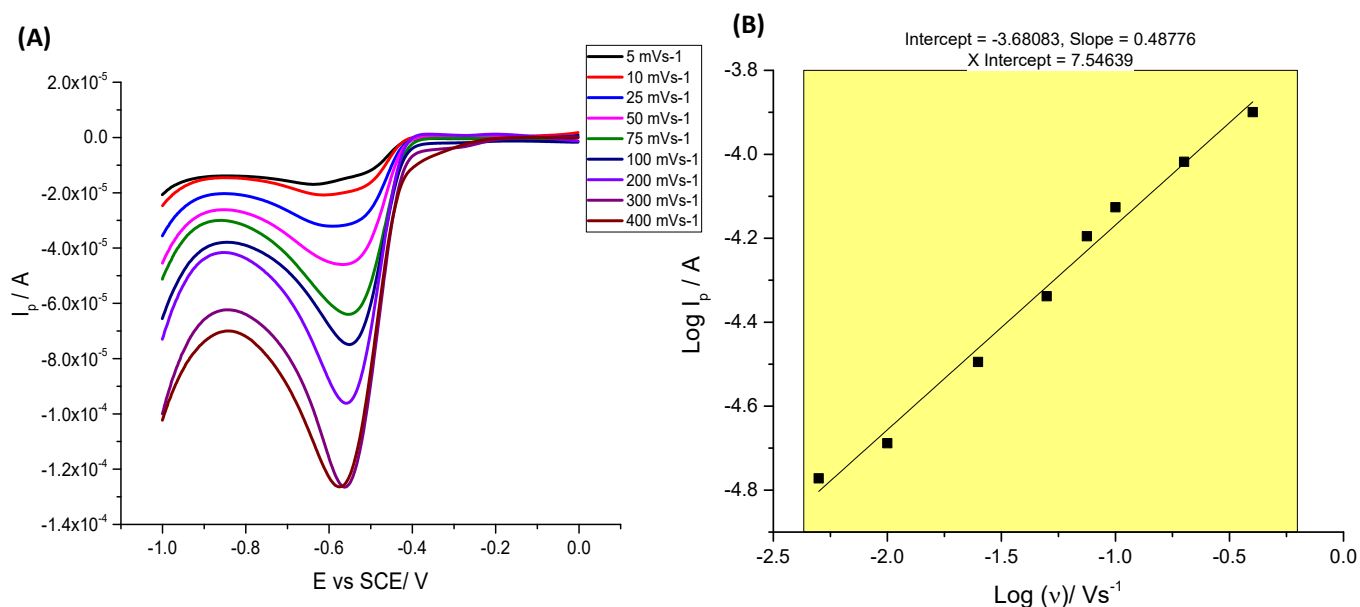 (A)
5 mVs-1
10 mVs-1
25 mVs-1
50 mVs-1
75 mVs-1
100 mVs-1
200 mVs-1
300 mVs-1
400 mVs-1
2.0x10⁻⁵
0.0
-2.0x10⁻⁵
-4.0x10⁻⁵
-6.0x10⁻⁵
-8.0x10⁻⁵
-1.0x10⁻⁴
-1.2x10⁻⁴
-1.4x10⁻⁴
Iₚ / A
-1.0 -0.8 -0.6 -0.4 -0.2 0.0
E vs SCE/ V
(B)
Intercept = -3.68083, Slope = 0.48776
X Intercept = 7.54639
-3.8
-4.0
-4.2
-4.4
-4.6
-4.8
Log Iₚ / A
-2.5 -2.0 -1.5 -1.0 -0.5 0.0
Log (ν)/ Vs⁻¹